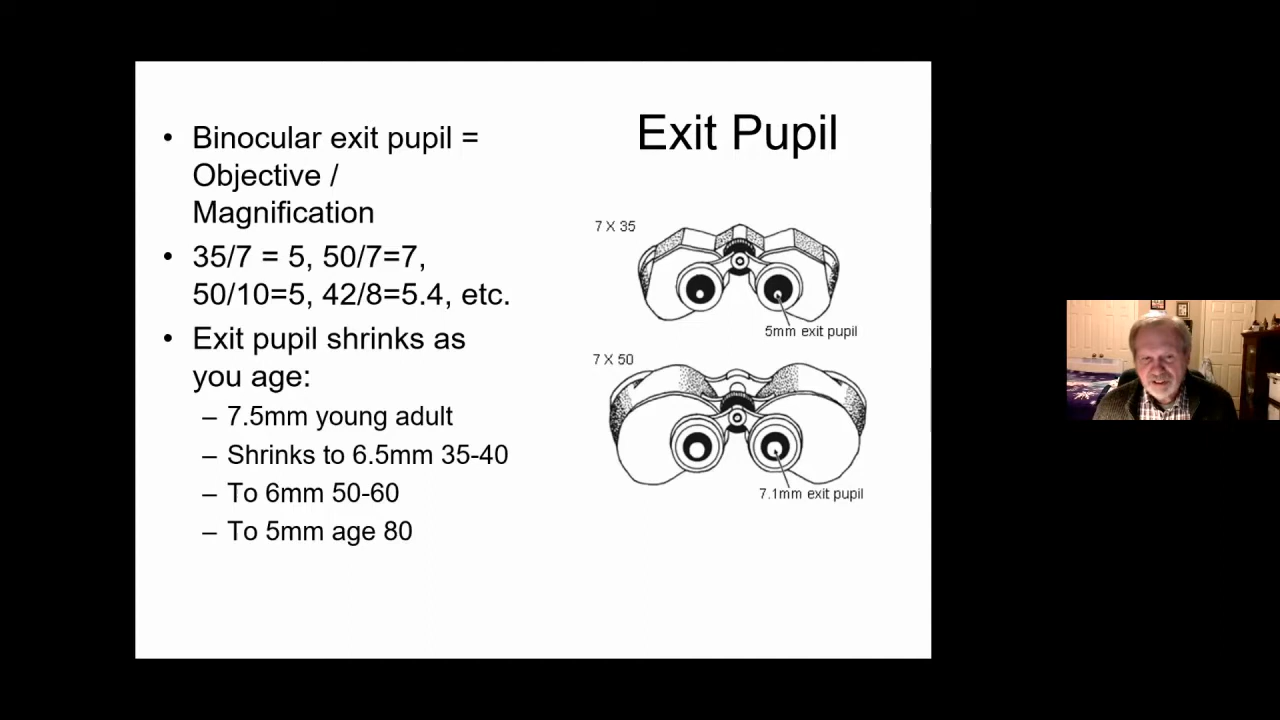 Exit Pupil
• Binocular exit pupil =
Objective /
Magnification
• 35/7 = 5, 50/7=7,
50/10=5, 42/8=5.4, etc.
• Exit pupil shrinks as
you age:
– 7.5mm young adult
– Shrinks to 6.5mm 35-40
– To 6mm 50-60
– To 5mm age 80
7 X 35
5mm exit pupil
7 X 50
7.1mm exit pupil